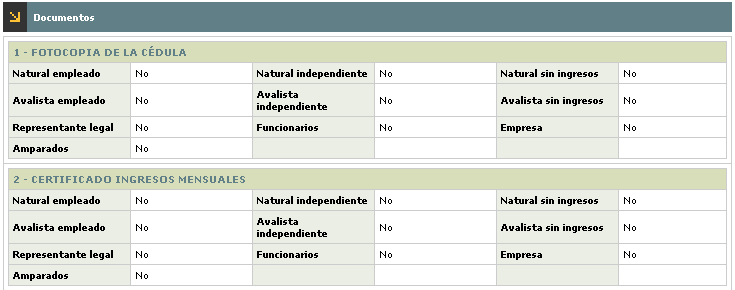 Documentos
1 - FOTOCOPIA DE LA CÉDULA
Natural empleado No Natural independiente No Natural sin ingresos No
Avalista empleado No Avalista independiente No Avalista sin ingresos No
Representante legal No Funcionarios No Empresa No
Amparados No
2 - CERTIFICADO INGRESOS MENSUALES
Natural empleado No Natural independiente No Natural sin ingresos No
Avalista empleado No Avalista independiente No Avalista sin ingresos No
Representante legal No Funcionarios No Empresa No
Amparados No